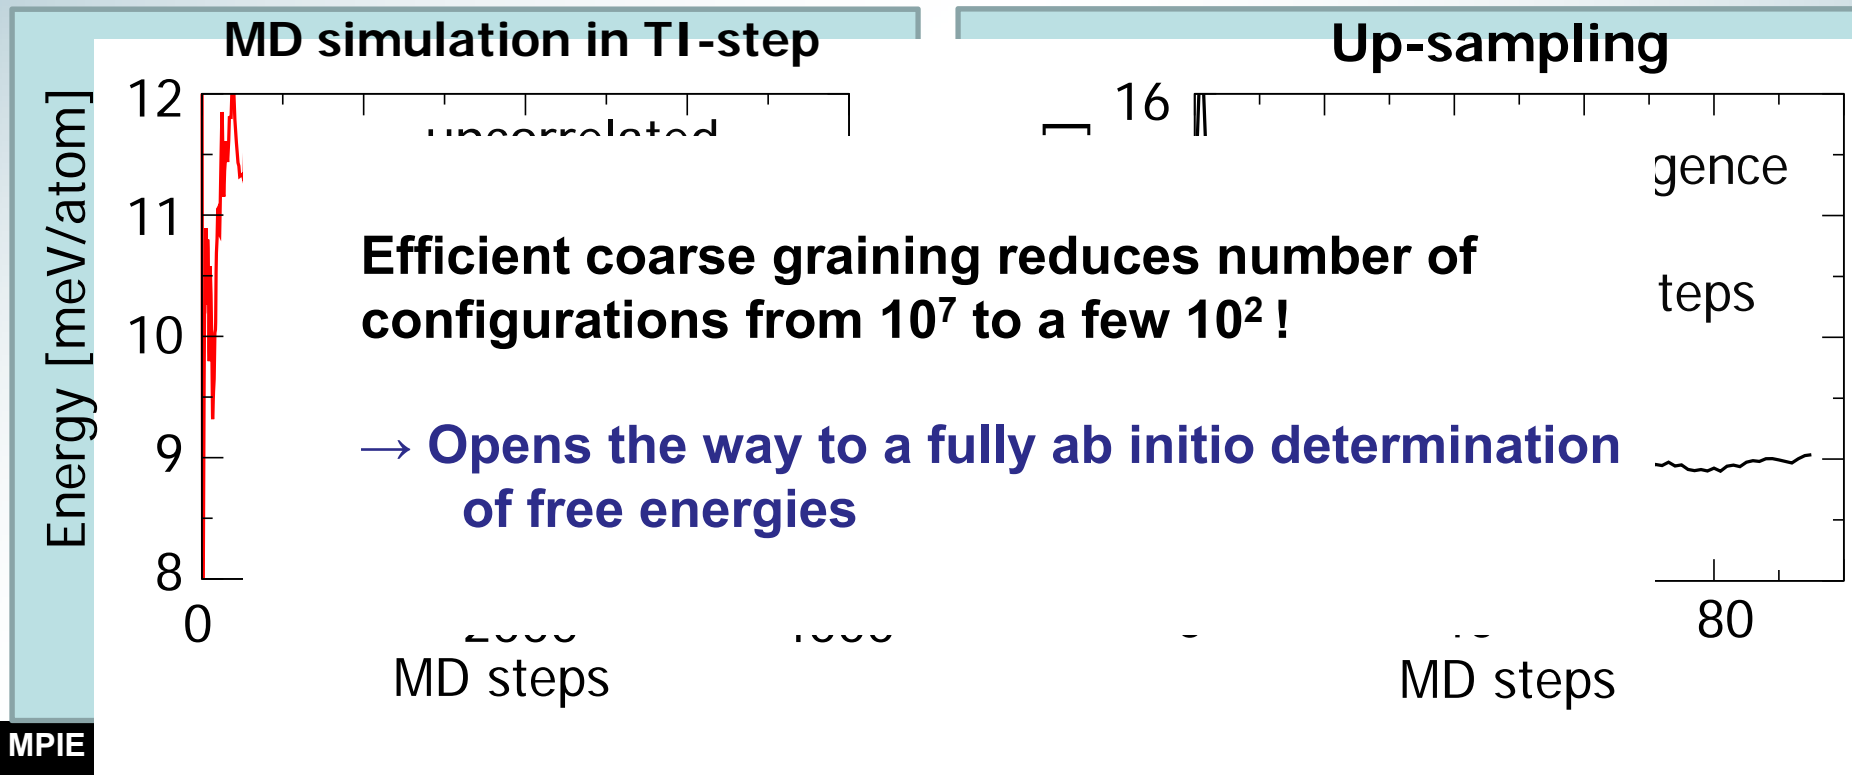 MD simulation in TI-step
Up-sampling
Energy [meV/atom]
12
11
10
9
8
0
MD steps
16
80
MD steps
Efficient coarse graining reduces number of
configurations from 10⁷ to a few 10² !
→ Opens the way to a fully ab initio determination
of free energies
MPIE